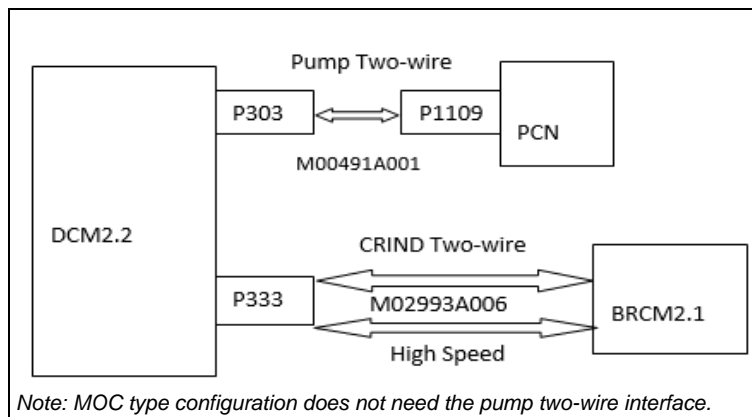 Pump Two-wire
P303
P1109
PCN
M00491A001
DCM2.2
CRIND Two-wire
P333
M02993A006
BRCM2.1
High Speed
Note: MOC type configuration does not need the pump two-wire interface.